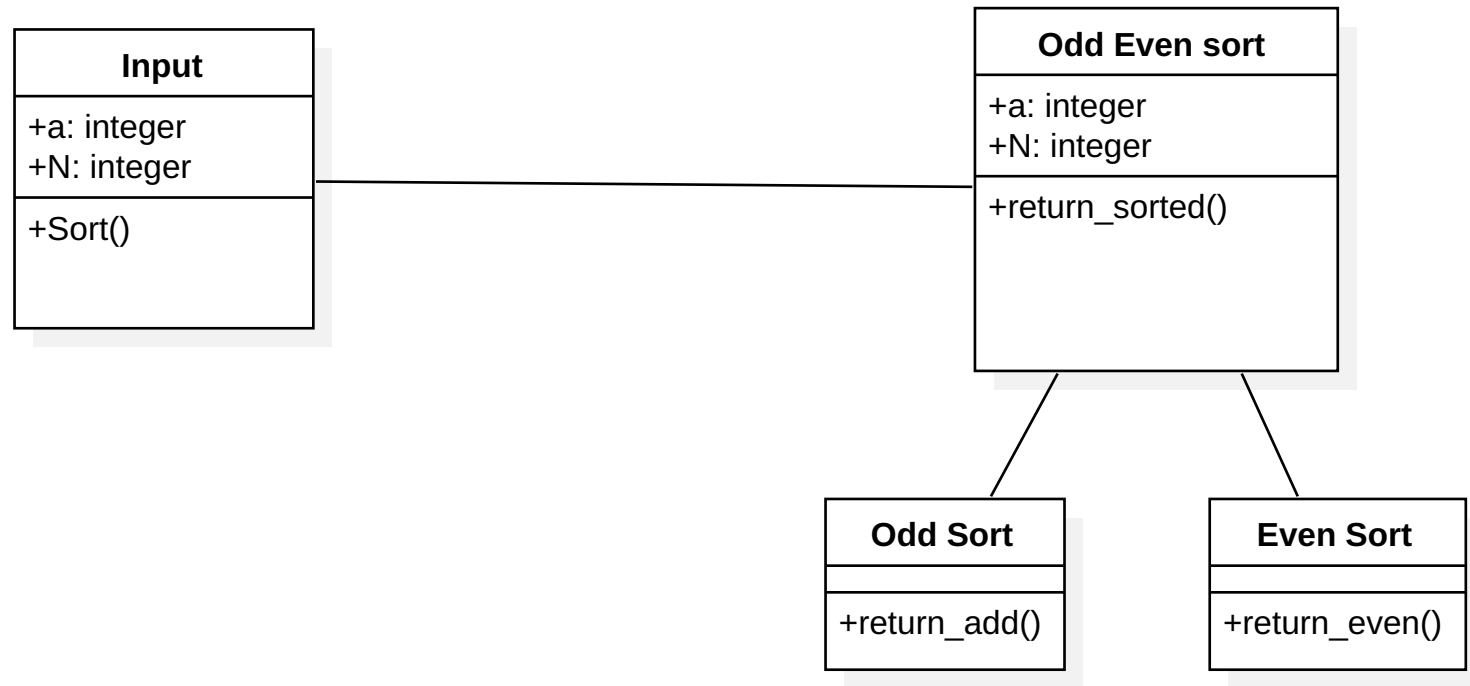 Input
+a: integer
+N: integer
+Sort()
Odd Even sort
+a: integer
+N: integer
+return_sorted()
Odd Sort
+return_add()
Even Sort
+return_even()